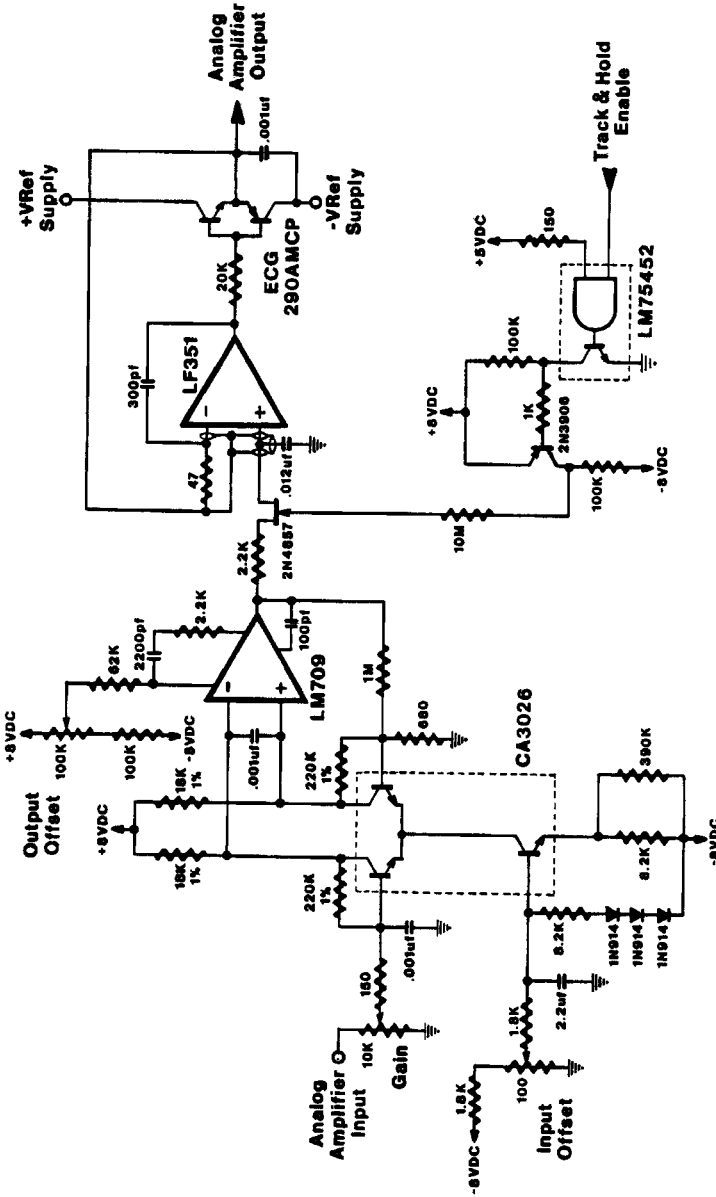 Analog
Amplifier
Input
10K
Gain
150
.001uf
220K
1%
18K
1%
+8VDC
18K
1%
.001uf
220K
1%
680
1M
CA3026
Output
Offset
+8VDC
100K
100K
-8VDC
62K
2200pf
2.2K
LM709
100pf
2.2K
2N4857
10M
.012uf
47
300pf
LF351
20K
ECG
290AMCP
+VRef
Supply
-VRef
Supply
.001uf
Analog
Amplifier
Output
-8VDC
1.8K
100
Input
Offset
1.8K
2.2uf
8.2K
1N914
1N914
1N914
8.2K
390K
-8VDC
+8VDC
100K
1K
2N3906
100K
-8VDC
+5VDC
150
LM75452
Track & Hold
Enable